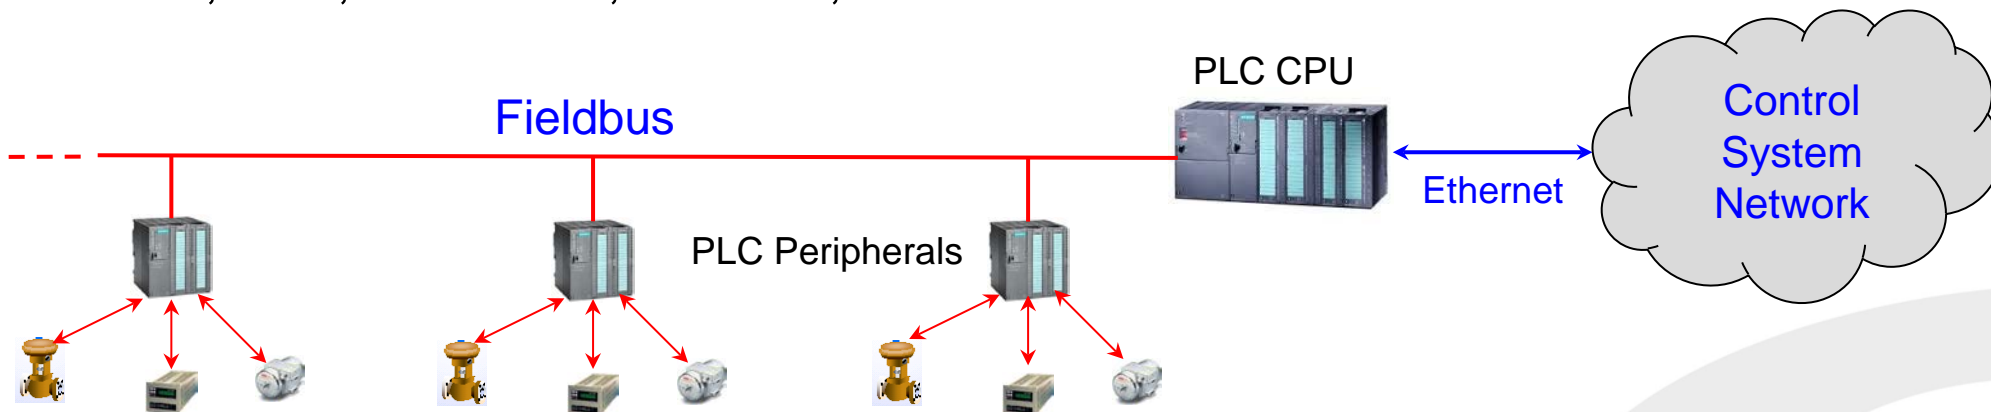 PLC CPU
Fieldbus
Control
System
Network
Ethernet
PLC Peripherals